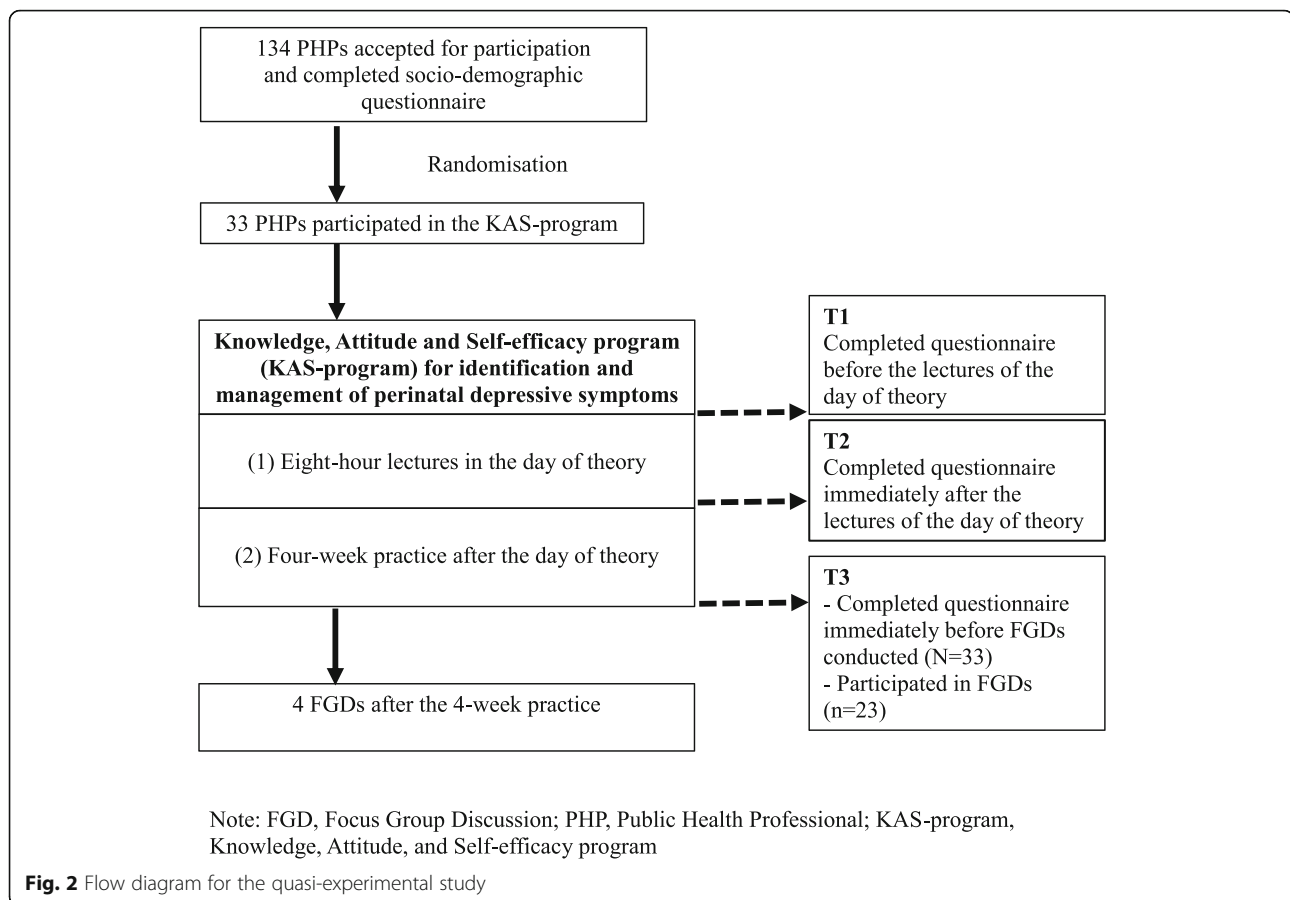 134 PHPs accepted for participation
and completed socio-demographic
questionnaire
Randomisation
33 PHPs participated in the KAS-program
Knowledge, Attitude and Self-efficacy program
(KAS-program) for identification and
management of perinatal depressive symptoms
T1
Completed questionnaire
before the lectures of the
day of theory
(1) Eight-hour lectures in the day of theory
T2
Completed questionnaire
immediately after the
lectures of the day of theory
(2) Four-week practice after the day of theory
T3
- Completed questionnaire
immediately before FGDs
conducted (N=33)
- Participated in FGDs
(n=23)
4 FGDs after the 4-week practice
Note: FGD, Focus Group Discussion; PHP, Public Health Professional; KAS-program,
Knowledge, Attitude, and Self-efficacy program
Fig. 2 Flow diagram for the quasi-experimental study